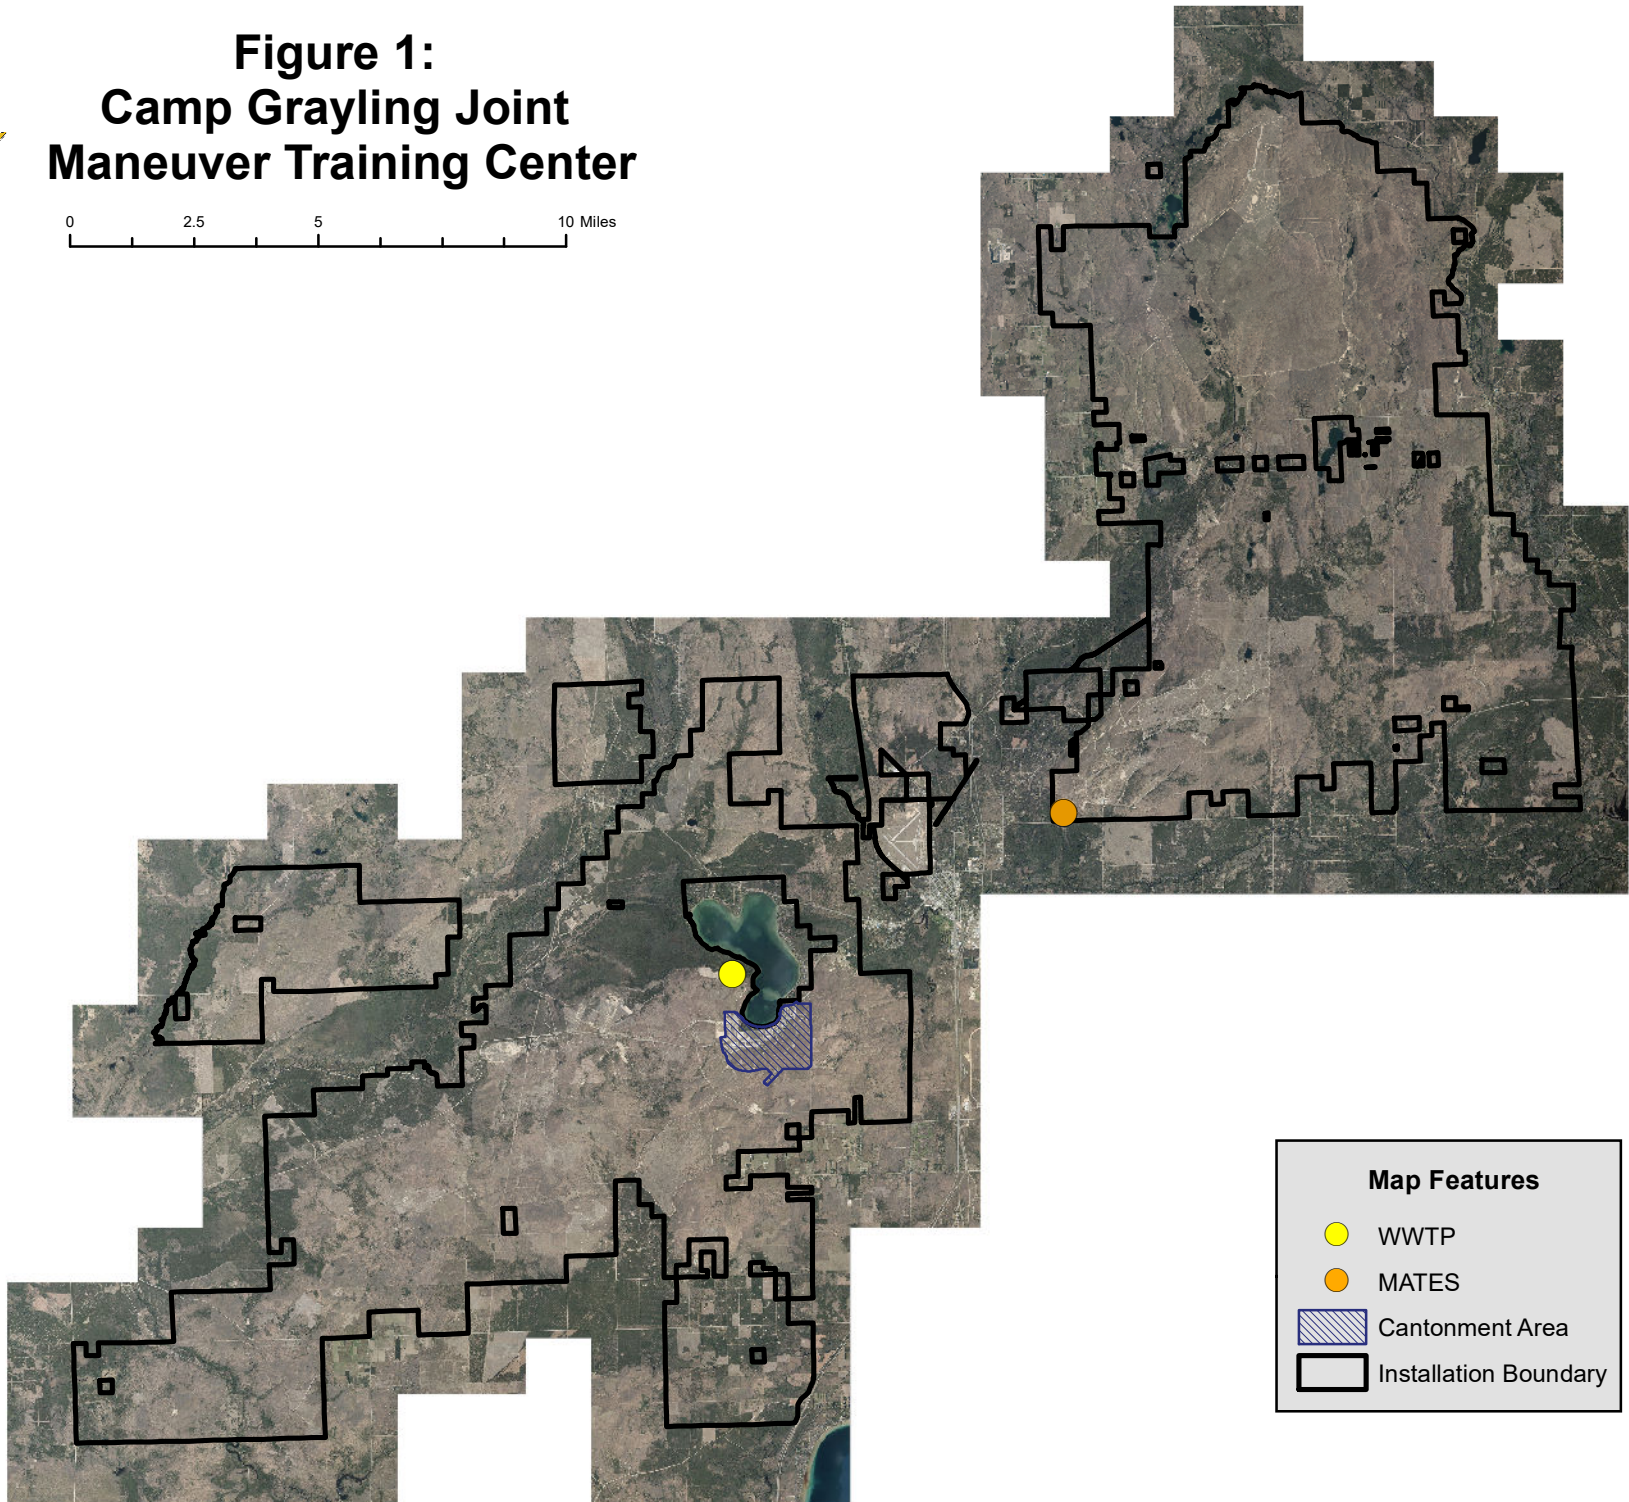 Figure 1:
Camp Grayling Joint
Maneuver Training Center
0 2.5 5 10 Miles
Map Features
WWTP
MATES
Cantonment Area
Installation Boundary